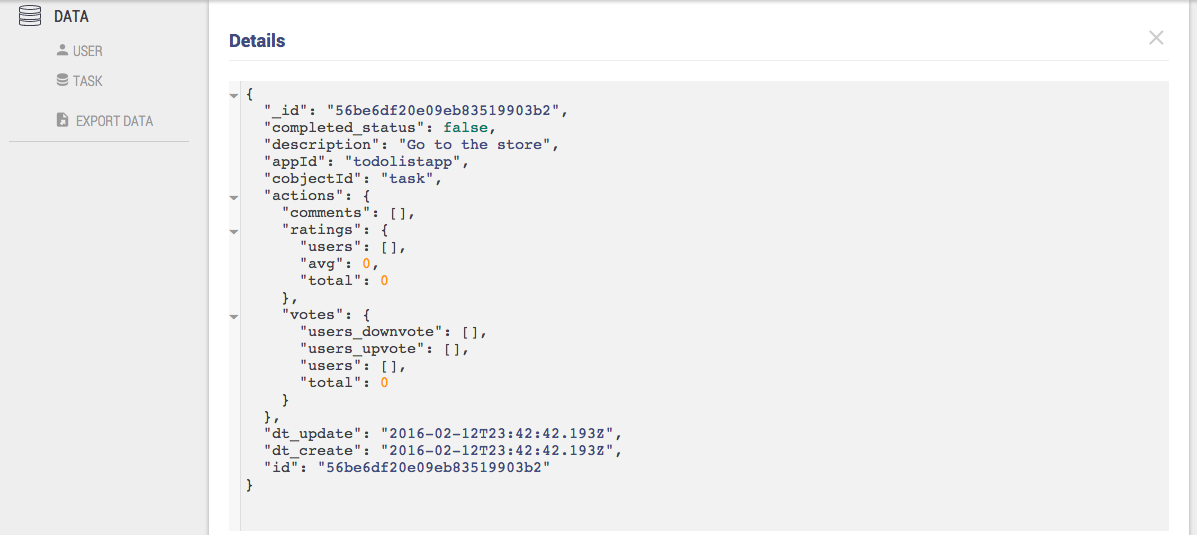 DATA
USER
TASK
EXPORT DATA
Details
{
"_id": "56be6df20e09eb83519903b2",
"completed_status": false,
"description": "Go to the store",
"appId": "todolistapp",
"cobjectId": "task",
"actions": {
"comments": [],
"ratings": {
"users": [],
"avg": 0,
"total": 0
},
"votes": {
"users_downvote": [],
"users_upvote": [],
"users": [],
"total": 0
}
},
"dt_update": "2016-02-12T23:42:42.193Z",
"dt_create": "2016-02-12T23:42:42.193Z",
"id": "56be6df20e09eb83519903b2"
}